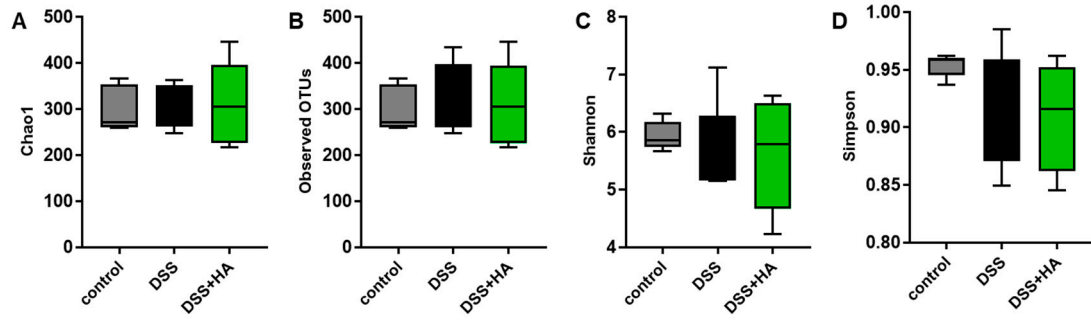 A
Chao1
500
400
300
200
100
0
control
DSS
DSS+HA
B
Observed OTUs
500
400
300
200
100
0
control
DSS
DSS+HA
C
Shannon
8
7
6
5
4
control
DSS
DSS+HA
D
Simpson
1.00
0.95
0.90
0.85
0.80
control
DSS
DSS+HA